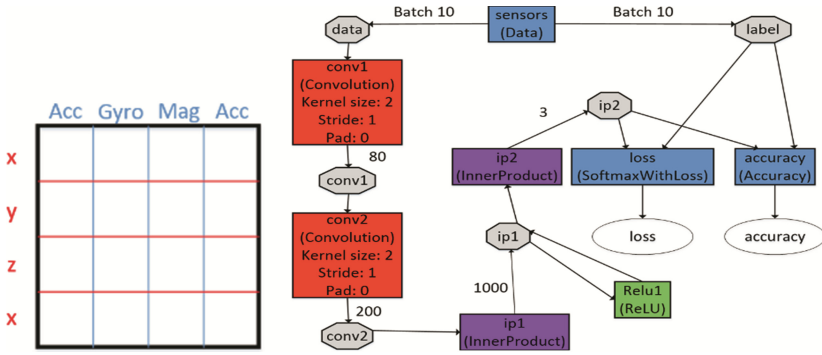 Acc Gyro Mag Acc
x
y
z
x
Batch 10
Batch 10
sensors
(Data)
data
label
conv1
(Convolution)
Kernel size: 2
Stride: 1
Pad: 0
80
conv1
conv2
(Convolution)
Kernel size: 2
Stride: 1
Pad: 0
200
conv2
ip1
(InnerProduct)
1000
ip1
Relu1
(ReLU)
ip2
(InnerProduct)
3
ip2
loss
(SoftmaxWithLoss)
accuracy
(Accuracy)
loss
accuracy